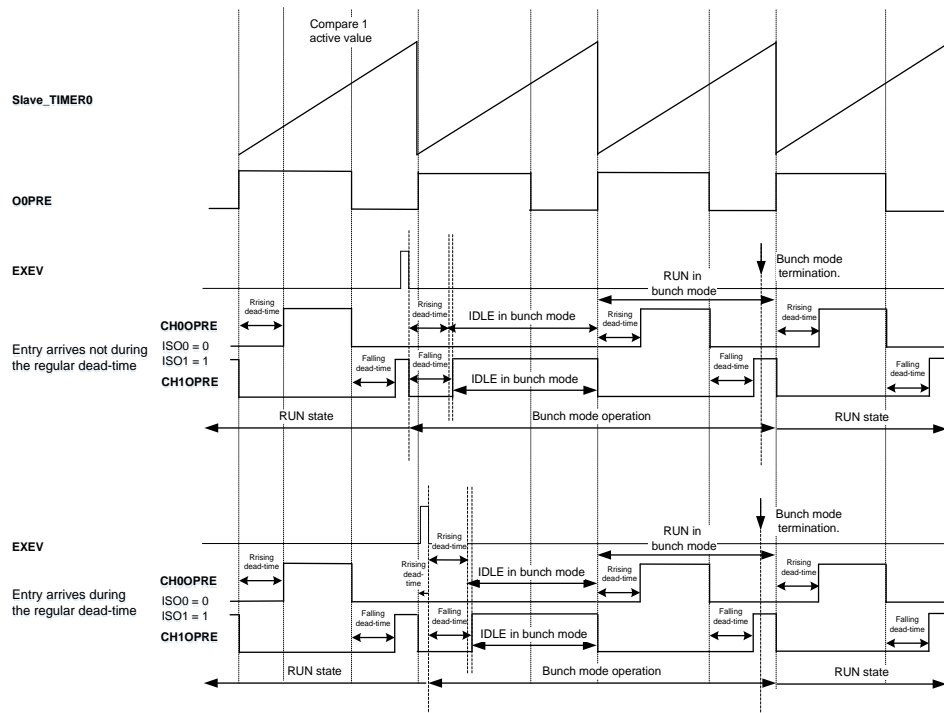 Compare 1
active value
Slave_TIMER0
O0PRE
EXEV
Bunch mode
termination.
RUN in
bunch mode
Rrising
dead-time
Rrising
dead-time
IDLE in bunch mode
Rrising
dead-time
Rrising
dead-time
CH0OPRE
ISO0 = 0
Entry arrives not during
the regular dead-time
ISO1 = 1
CH1OPRE
Falling
dead-time
Falling
dead-time
IDLE in bunch mode
Falling
dead-time
Falling
dead-time
RUN state
Bunch mode operation
RUN state
EXEV
Bunch mode
termination.
RUN in
bunch mode
Rrising
dead-time
Rrising
dead-
time
Rrising
dead-time
IDLE in bunch mode
Rrising
dead-time
Rrising
dead-time
CH0OPRE
ISO0 = 0
Entry arrives during
the regular dead-time
ISO1 = 1
CH1OPRE
Falling
dead-time
Falling
dead-time
IDLE in bunch mode
Falling
dead-time
Falling
dead-time
RUN state
Bunch mode operation
RUN state